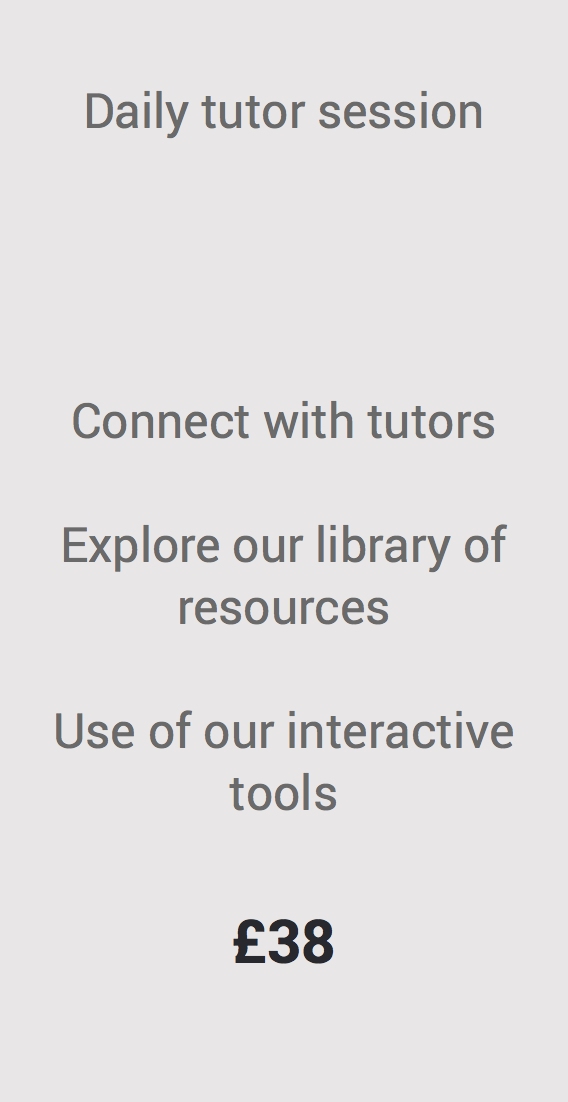 Daily tutor session
Connect with tutors
Explore our library of
resources
Use of our interactive
tools
£38